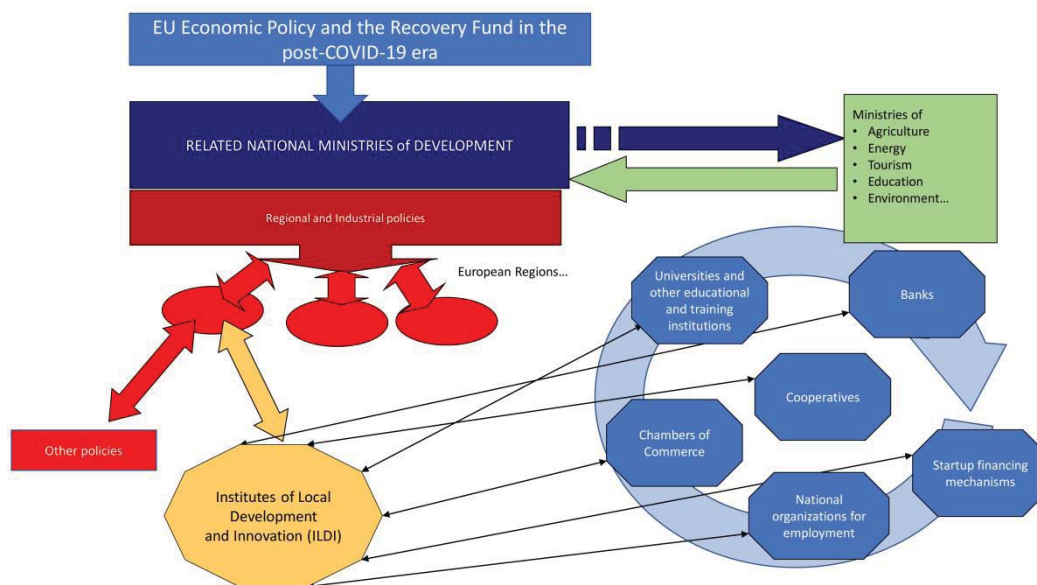 EU Economic Policy and the Recovery Fund in the
post-COVID-19 era
RELATED NATIONAL MINISTRIES of DEVELOPMENT
Ministries of
• Agriculture
• Energy
• Tourism
• Education
• Environment…
Regional and Industrial policies
European Regions…
Universities and
other educational
and training
institutions
Banks
Cooperatives
Other policies
Chambers of
Commerce
Startup financing
mechanisms
Institutes of Local
Development
and Innovation (ILDI)
National
organizations for
employment